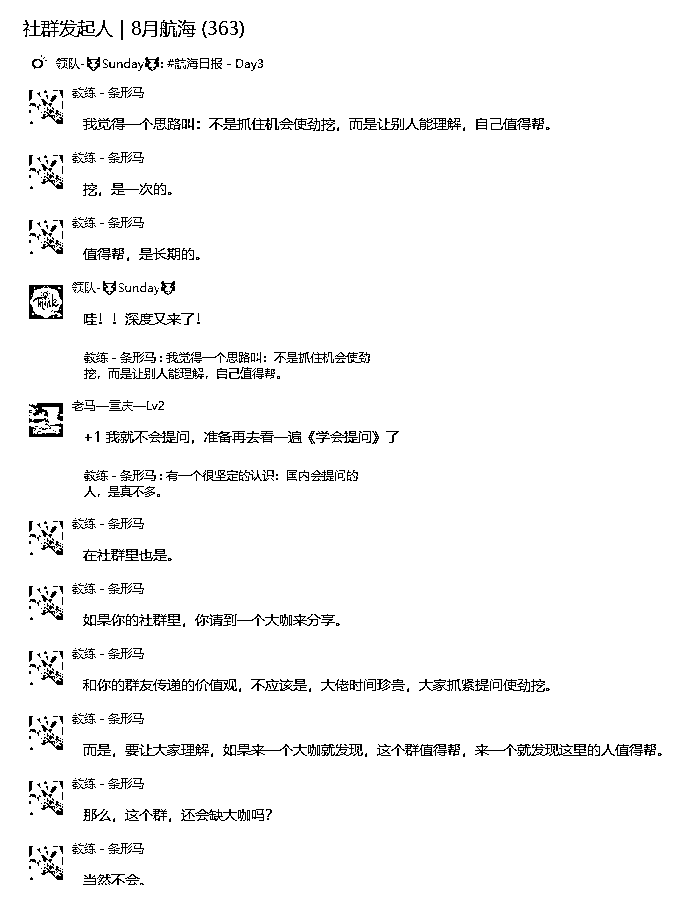 社群发起人 | 8月航海 (363)
领队-🐯Sunday🐯: #航海日报 - Day3
教练 - 条形马
我觉得一个思路叫：不是抓住机会使劲挖，而是让别人能理解，自己值得帮。
教练 - 条形马
挖，是一次的。
教练 - 条形马
值得帮，是长期的。
领队-🐯Sunday🐯
哇！！深度又来了！
教练 - 条形马 : 我觉得一个思路叫：不是抓住机会使劲
挖，而是让别人能理解，自己值得帮。
老马—重庆—Lv2
+1 我就不会提问，准备再去看一遍《学会提问》了
教练 - 条形马 : 有一个很坚定的认识：国内会提问的
人，是真不多。
教练 - 条形马
在社群里也是。
教练 - 条形马
如果你的社群里，你请到一个大咖来分享。
教练 - 条形马
和你的群友传递的价值观，不应该是，大佬时间珍贵，大家抓紧提问使劲挖。
教练 - 条形马
而是，要让大家理解，如果来一个大咖就发现，这个群值得帮，来一个就发现这里的人值得帮。
教练 - 条形马
那么，这个群，还会缺大咖吗？
教练 - 条形马
当然不会。